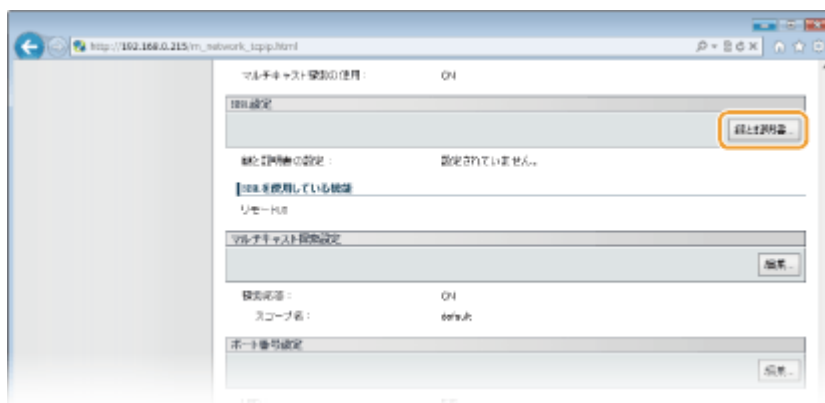 http://192.168.0.215/m_network_tcpip.html
マルチキャスト探索の使用 : ON
SSL設定
鍵と証明書...
鍵と証明書の設定 : 設定されていません。
SSLを使用している機能
リモートUI
マルチキャスト探索設定
編集...
探索応答 : ON
スコープ名 : default
ポート番号設定
編集...